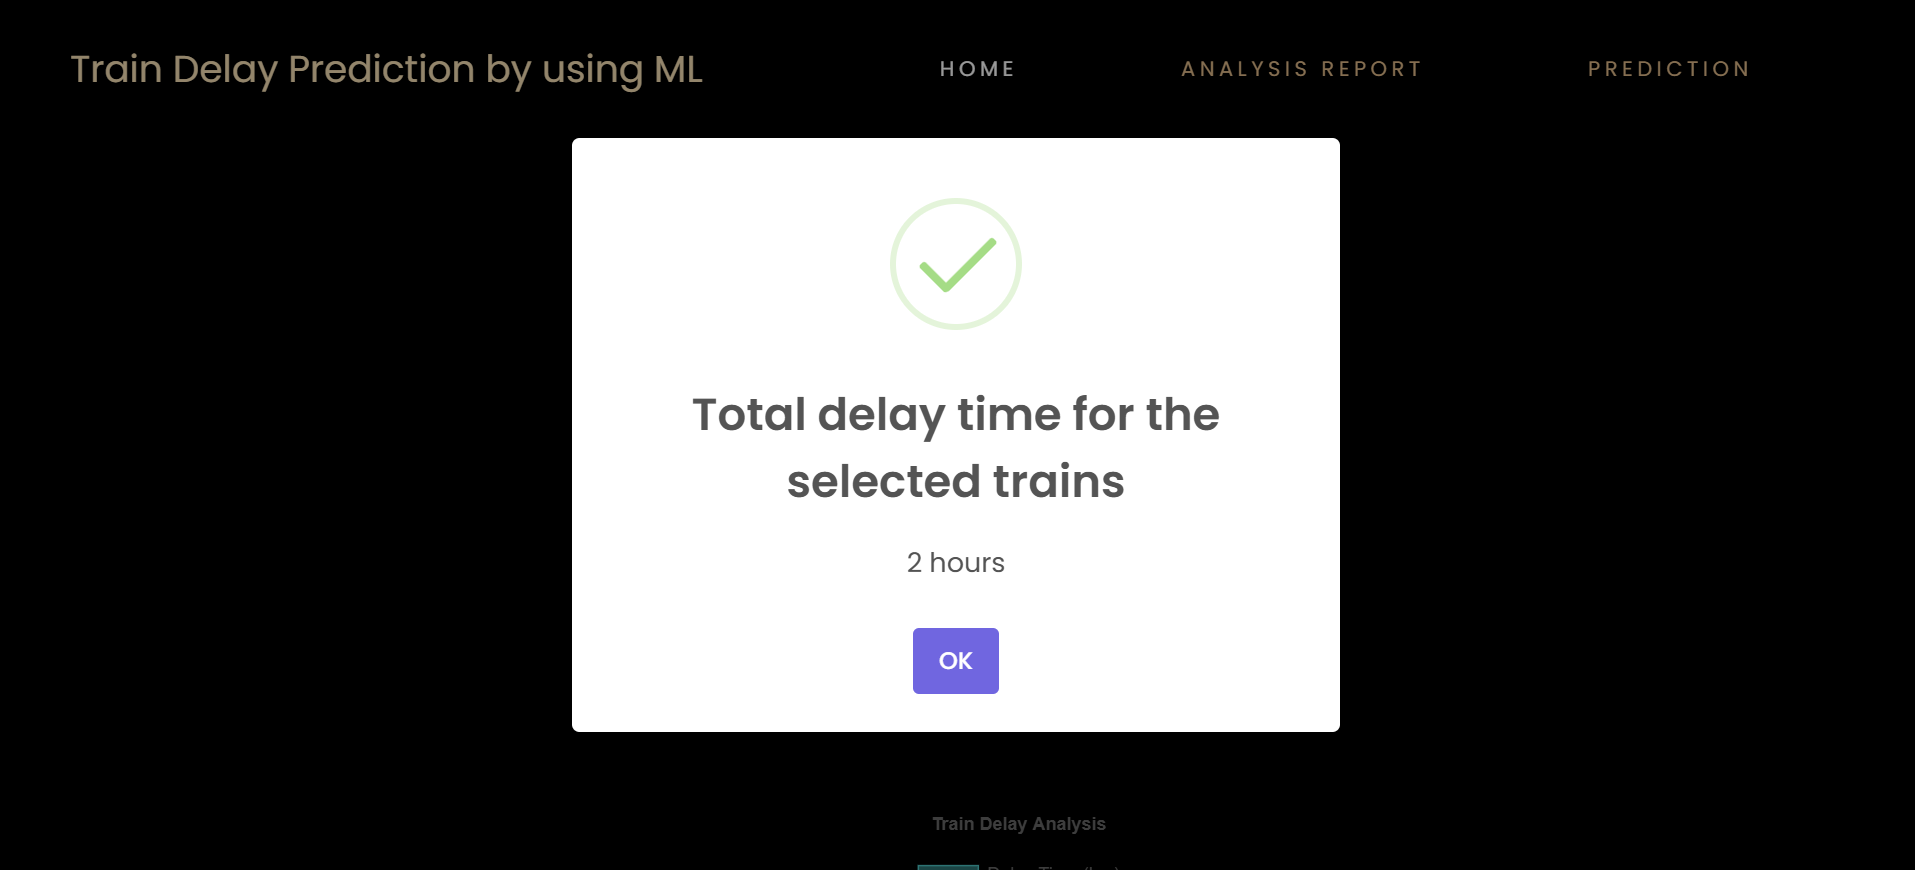 Train Delay Prediction by using ML
HOME
ANALYSIS REPORT
PREDICTION
Total delay time for the
selected trains
2 hours
OK
Train Delay Analysis